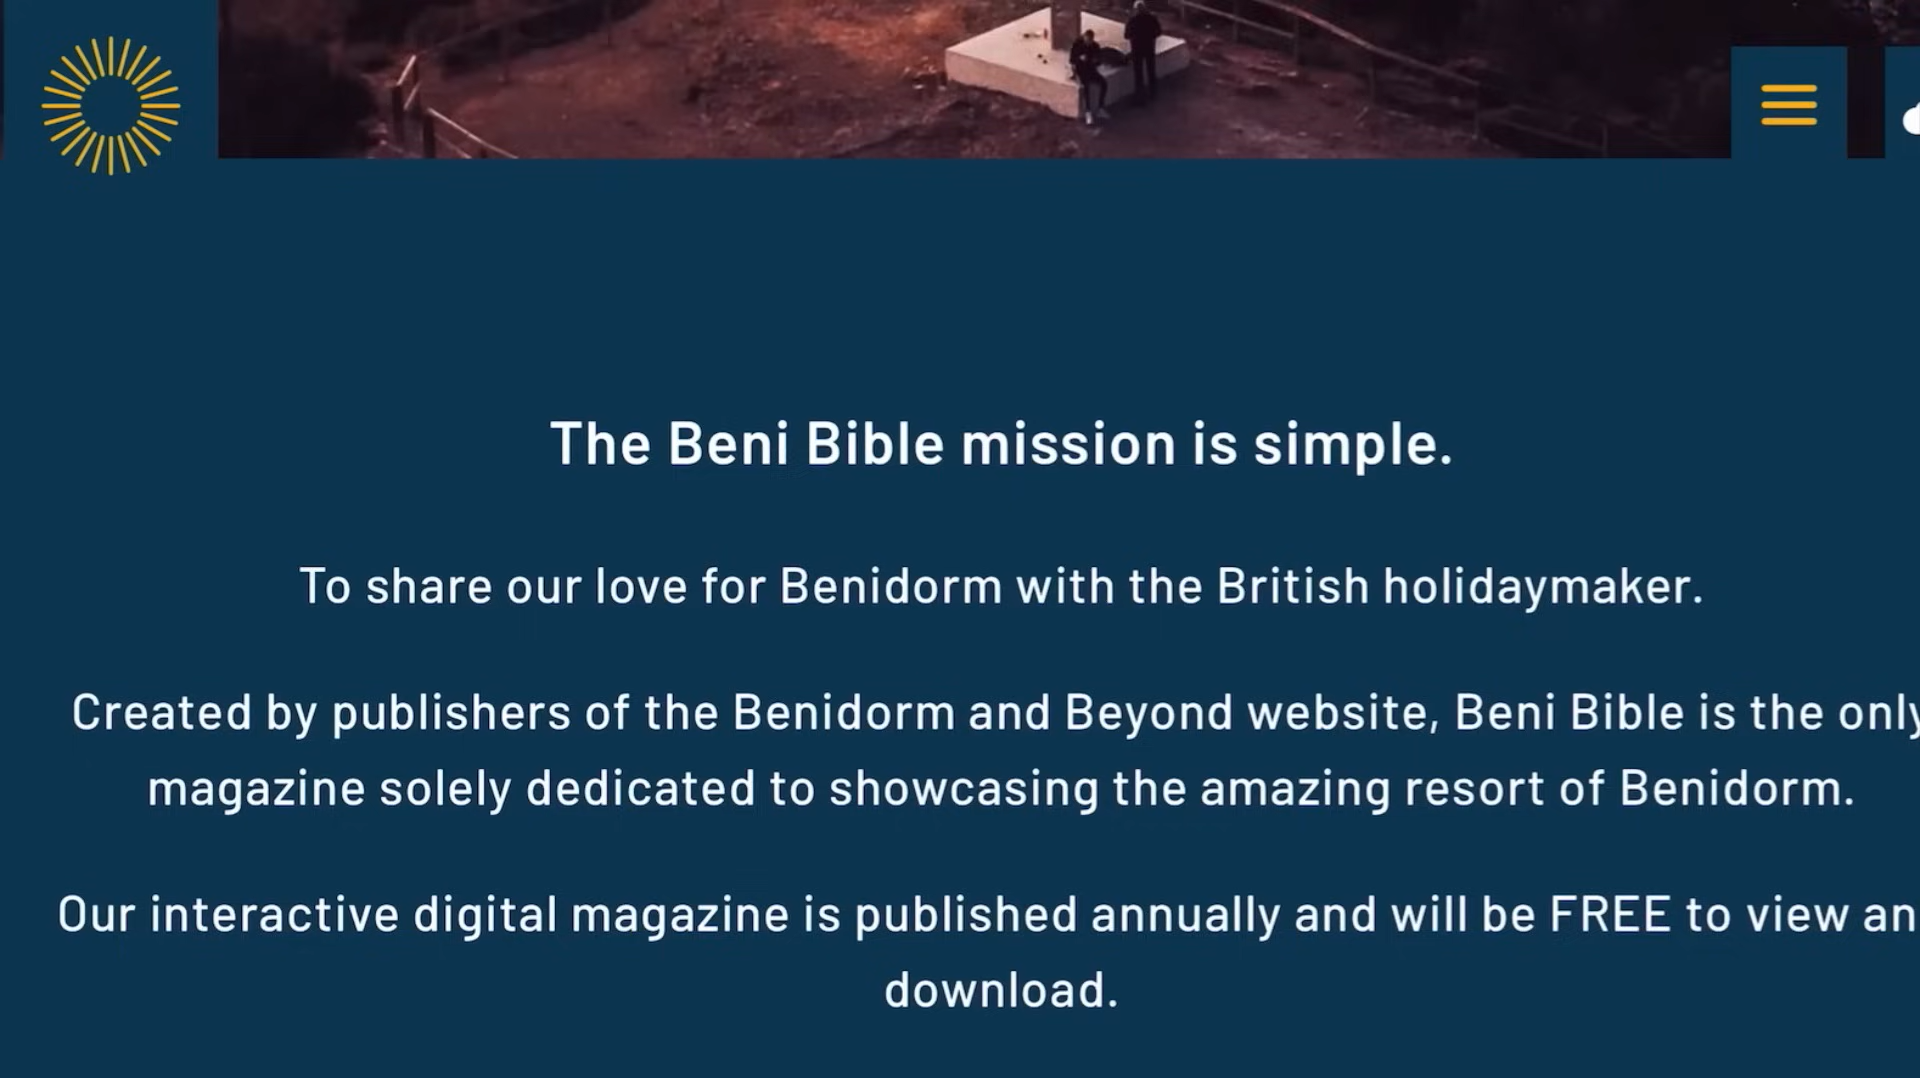 The Beni Bible mission is simple.
To share our love for Benidorm with the British holidaymaker.
Created by publishers of the Benidorm and Beyond website, Beni Bible is the only
magazine solely dedicated to showcasing the amazing resort of Benidorm.
Our interactive digital magazine is published annually and will be FREE to view an
download.